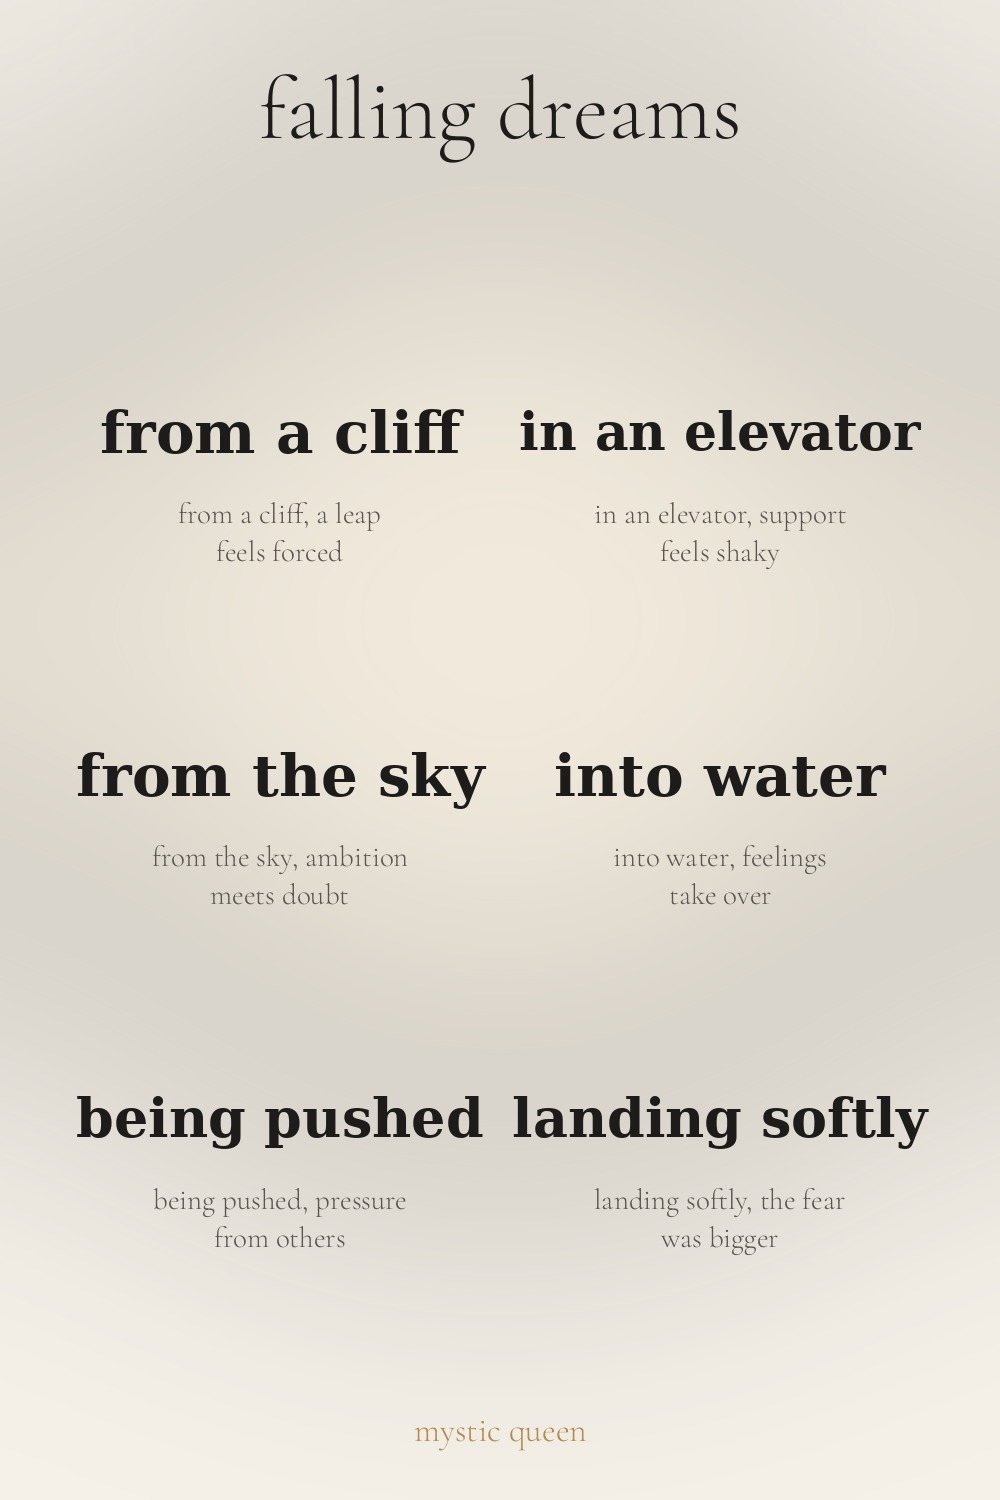 falling dreams
from a cliff
from a cliff, a leap
feels forced
in an elevator
in an elevator, support
feels shaky
from the sky
from the sky, ambition
meets doubt
into water
into water, feelings
take over
being pushed
being pushed, pressure
from others
landing softly
landing softly, the fear
was bigger
mystic queen